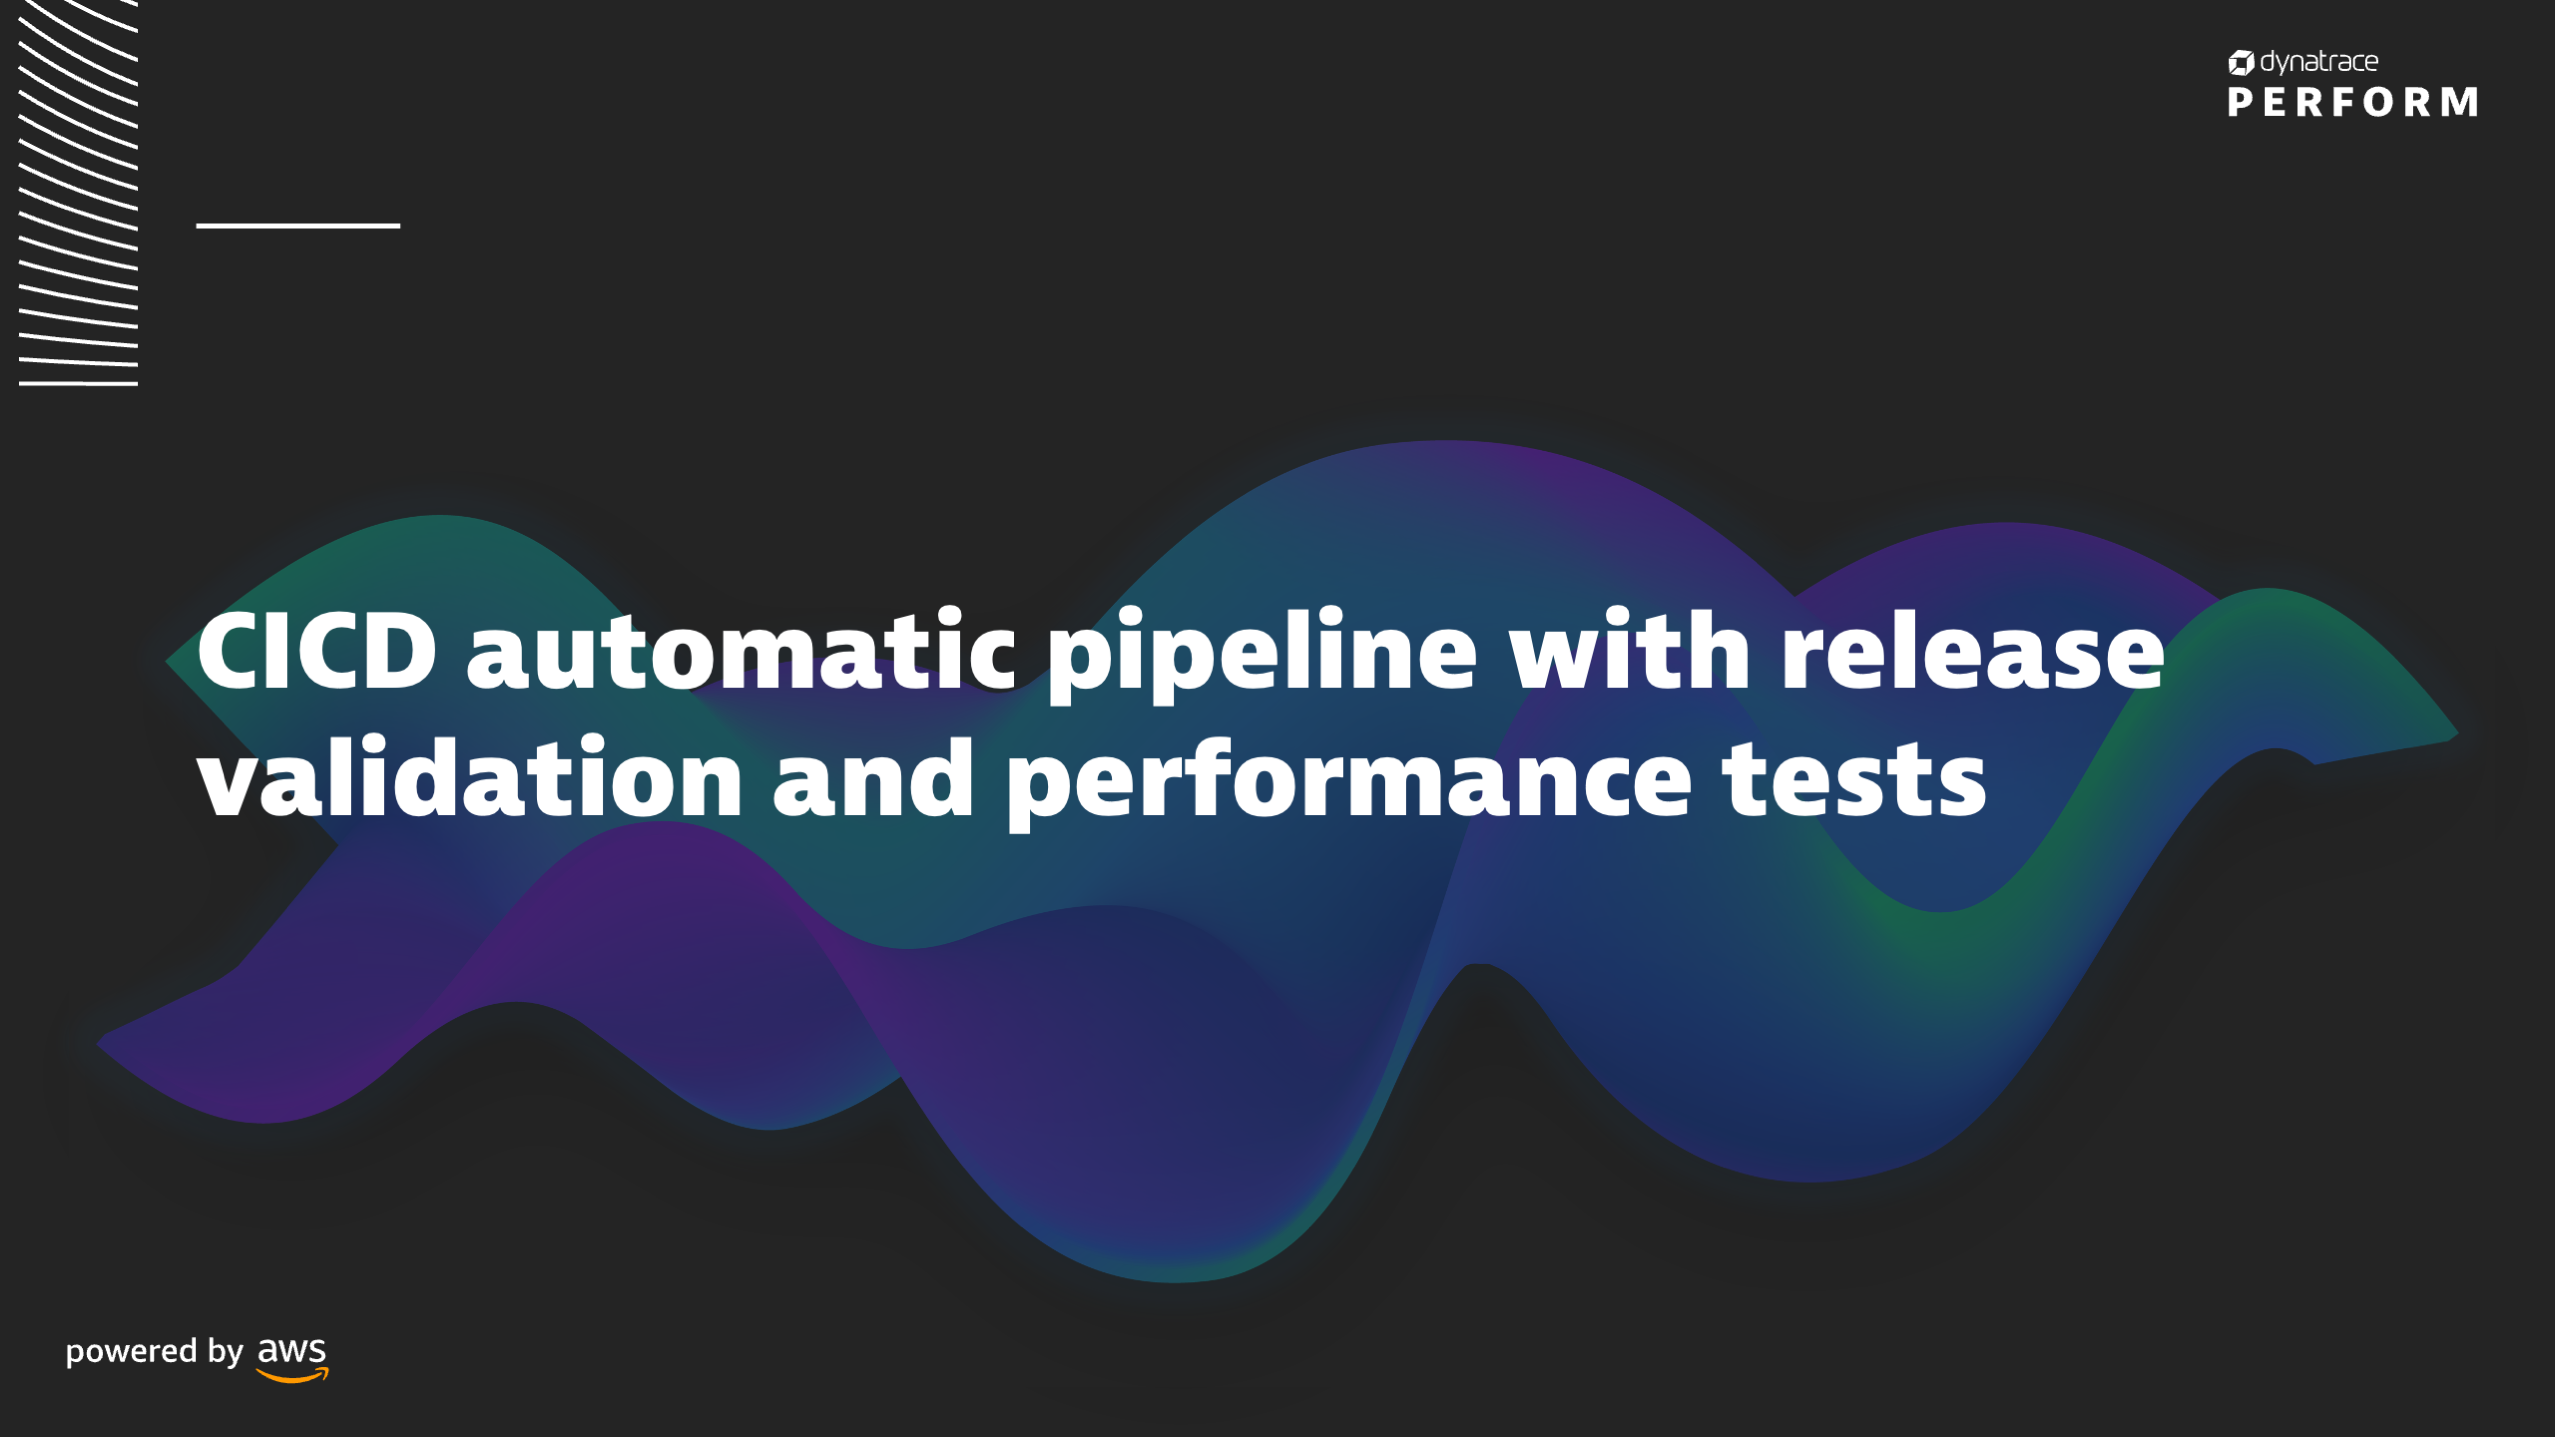 dynatrace
PERFORM
CICD automatic pipeline with release
validation and performance tests
powered by aws